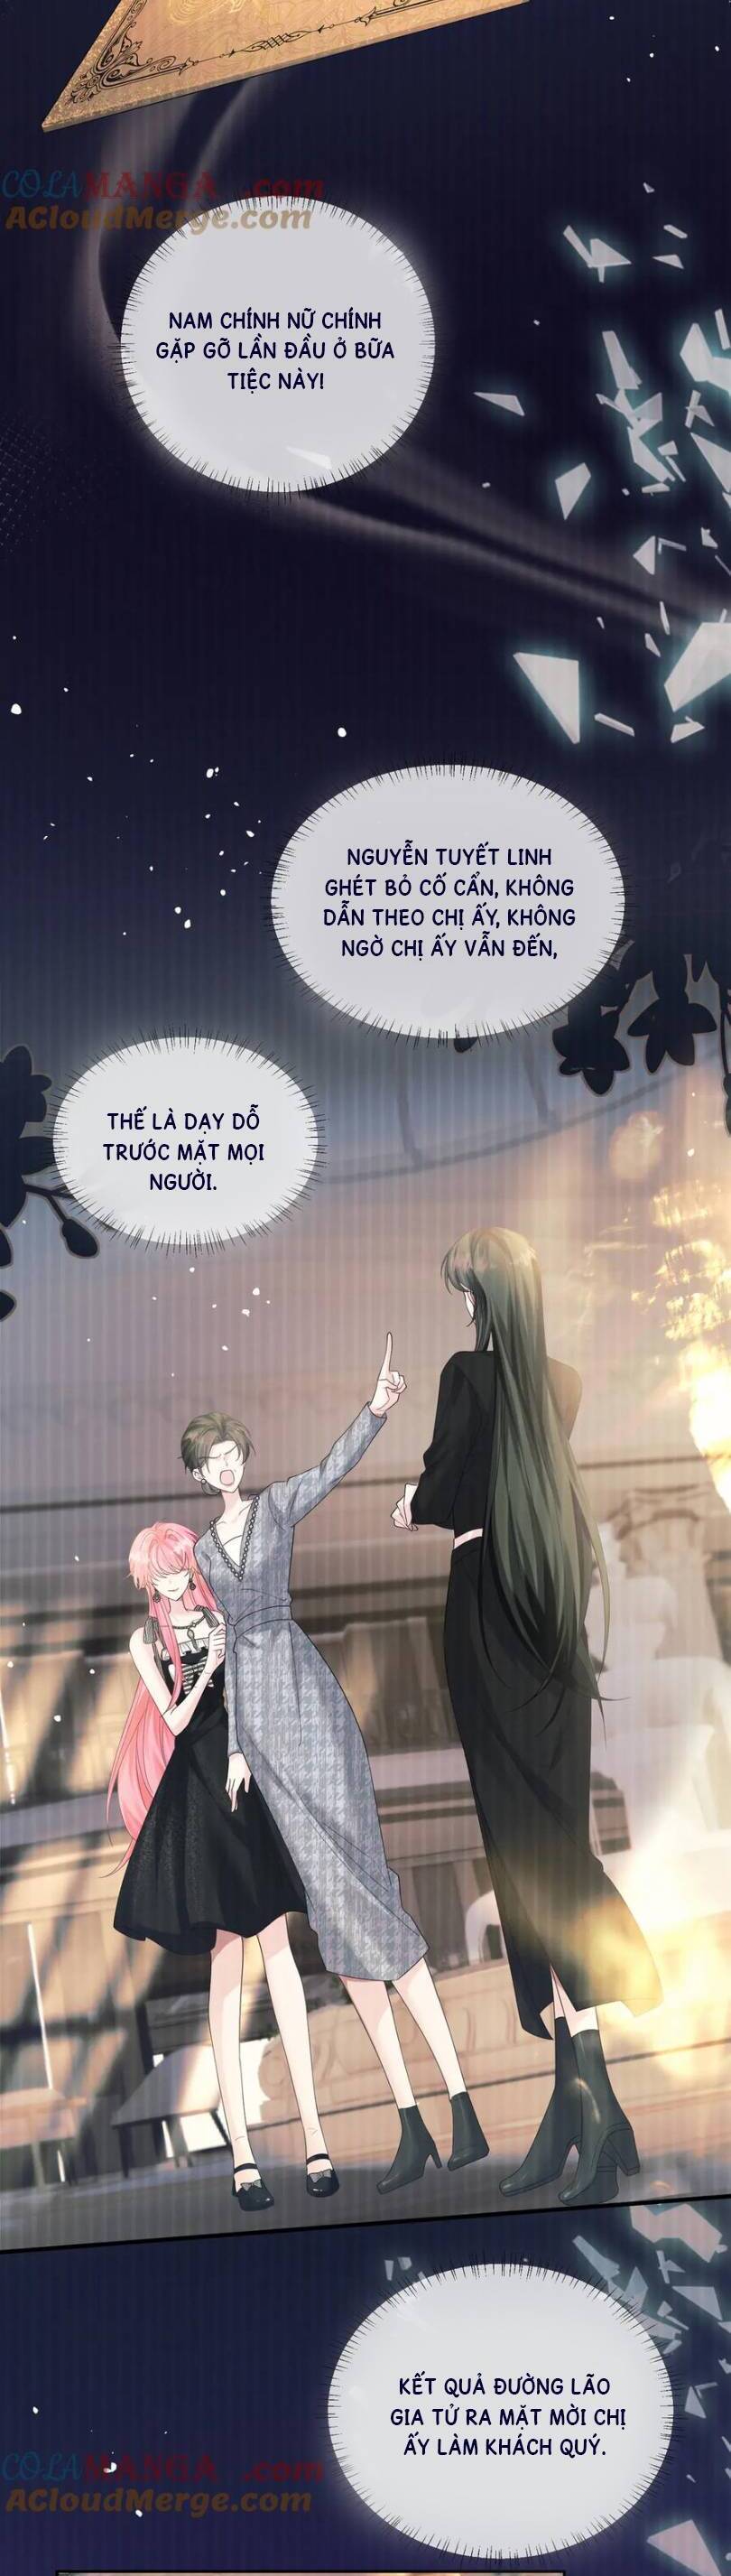 COLAMANGA .com
ACloudMerge.com
NAM CHÍNH NỮ CHÍNH
GẶP GỠ LẦN ĐẦU Ở BỮA
TIỆC NÀY!
NGUYỄN TUYẾT LINH
GHÉT BỎ CỐ CẨN, KHÔNG
DẪN THEO CHỊ ẤY, KHÔNG
NGỜ CHỊ ẤY VẪN ĐẾN,
THẾ LÀ DẠY DỖ
TRƯỚC MẶT MỌI
NGƯỜI.
KẾT QUẢ ĐƯỜNG LÃO
GIA TỬ RA MẶT MỜI CHỊ
ẤY LÀM KHÁCH QUÝ.
COLAMANGA .com
ACloudMerge.com